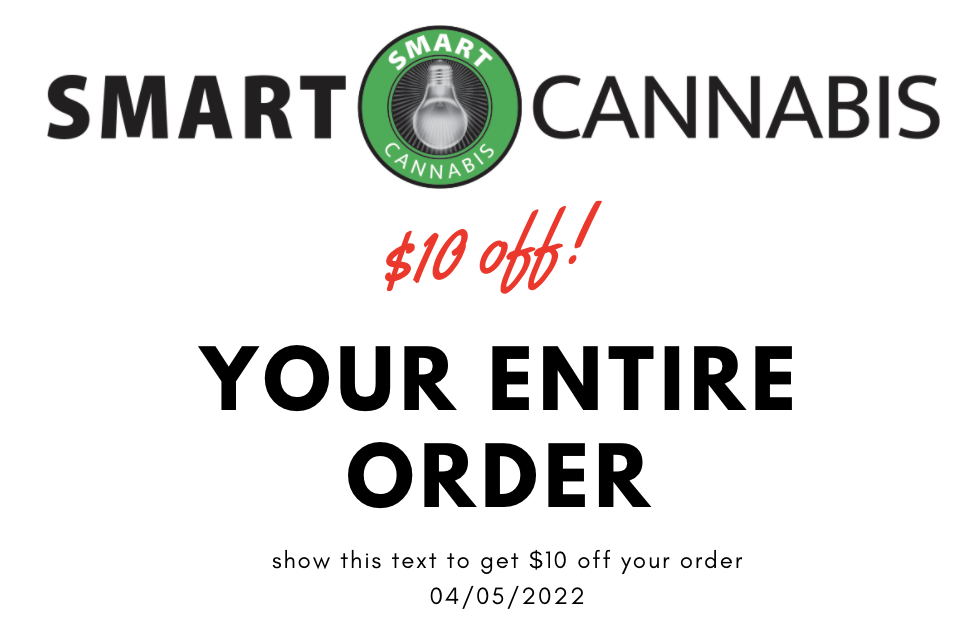 SMART SMART CANNABIS CANNABIS
$10 off!
YOUR ENTIRE
ORDER
show this text to get $10 off your order
04/05/2022